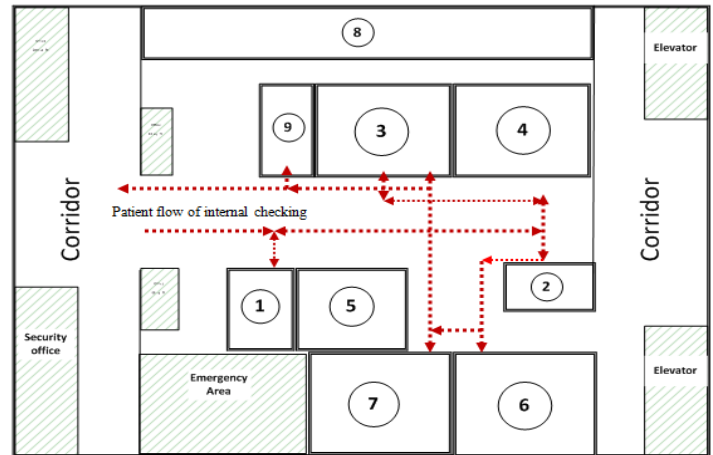 8
Elevator
9
3
4
Patient flow of internal checking
Corridor
Corridor
1
5
2
Security
office
Emergency
Area
7
6
Elevator